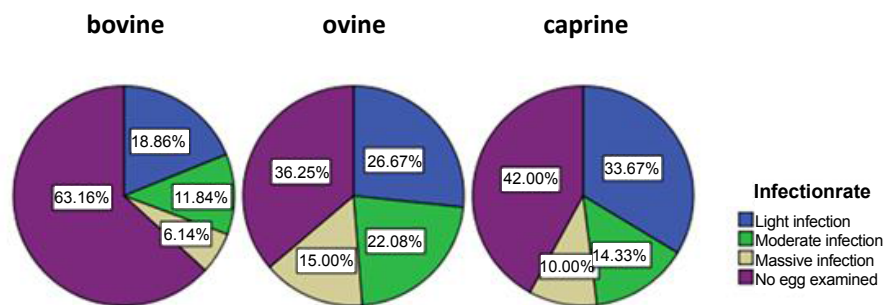 bovine
ovine
caprine
18.86%
11.84%
6.14%
63.16%
26.67%
22.08%
15.00%
36.25%
33.67%
14.33%
10.00%
42.00%
Infectionrate
Light infection
Moderate infection
Massive infection
No egg examined